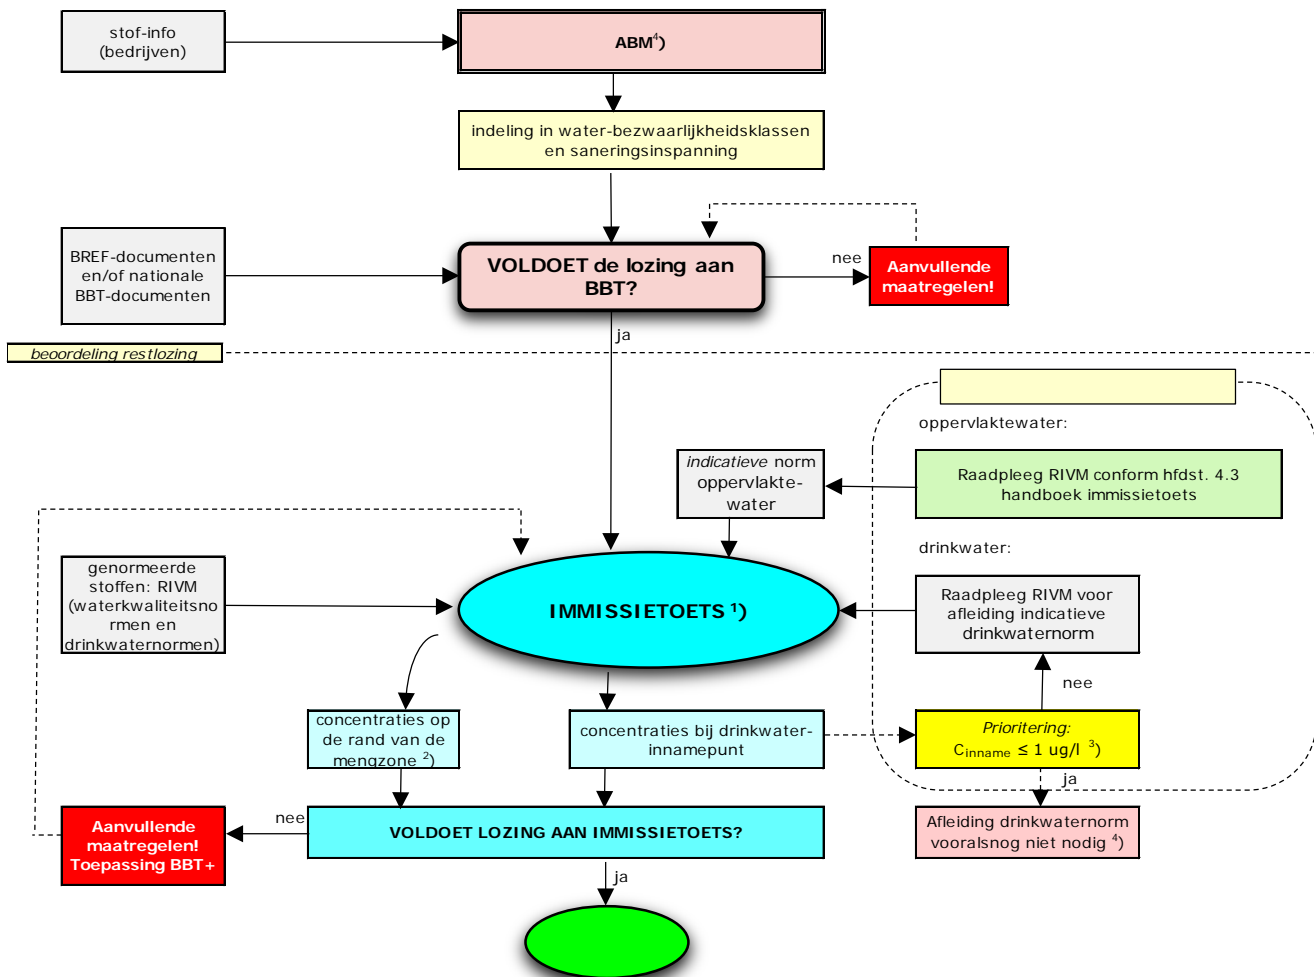 stof-info
(bedrijven)
ABM⁴)
indeling in water-bezwaarlijkheidsklassen
en saneringsinspanning
BREF-documenten
en/of nationale
BBT-documenten
VOLDOET de lozing aan
BBT?
nee
Aanvullende
maatregelen!
ja
beoordeling restlozing
oppervlaktewater:
indicatieve norm
oppervlakte-
water
Raadpleeg RIVM conform hfdst. 4.3
handboek immissietoets
drinkwater:
genormeerde
stoffen: RIVM
(waterkwaliteitsno
rmen en
drinkwaternormen)
IMMISSIETOETS ¹)
Raadpleeg RIVM voor
afleiding indicatieve
drinkwaternorm
nee
concentraties op
de rand van de
mengzone ²)
concentraties bij drinkwater-
innamepunt
Prioritering:
Cinname ≤ 1 ug/l ³)
ja
Aanvullende
maatregelen!
Toepassing BBT+
nee
VOLDOET LOZING AAN IMMISSIETOETS?
Afleiding drinkwaternorm
vooralsnog niet nodig ⁴)
ja